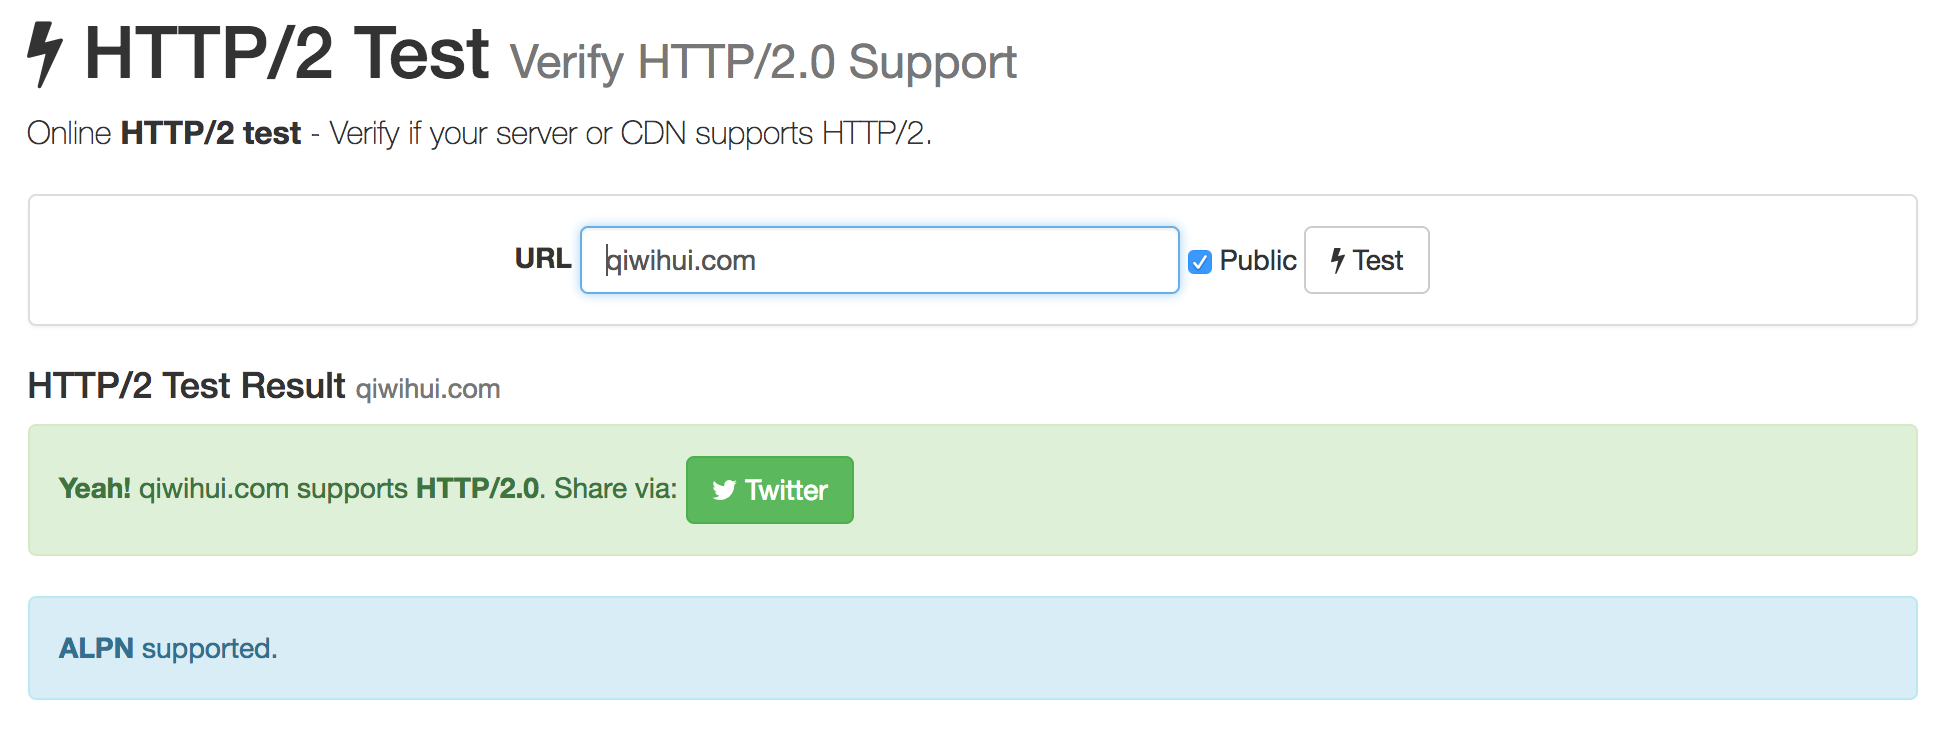 HTTP/2 Test Verify HTTP/2.0 Support
Online HTTP/2 test - Verify if your server or CDN supports HTTP/2.
URL qiwihui.com Public Test
HTTP/2 Test Result qiwihui.com
Yeah! qiwihui.com supports HTTP/2.0. Share via: Twitter
ALPN supported.